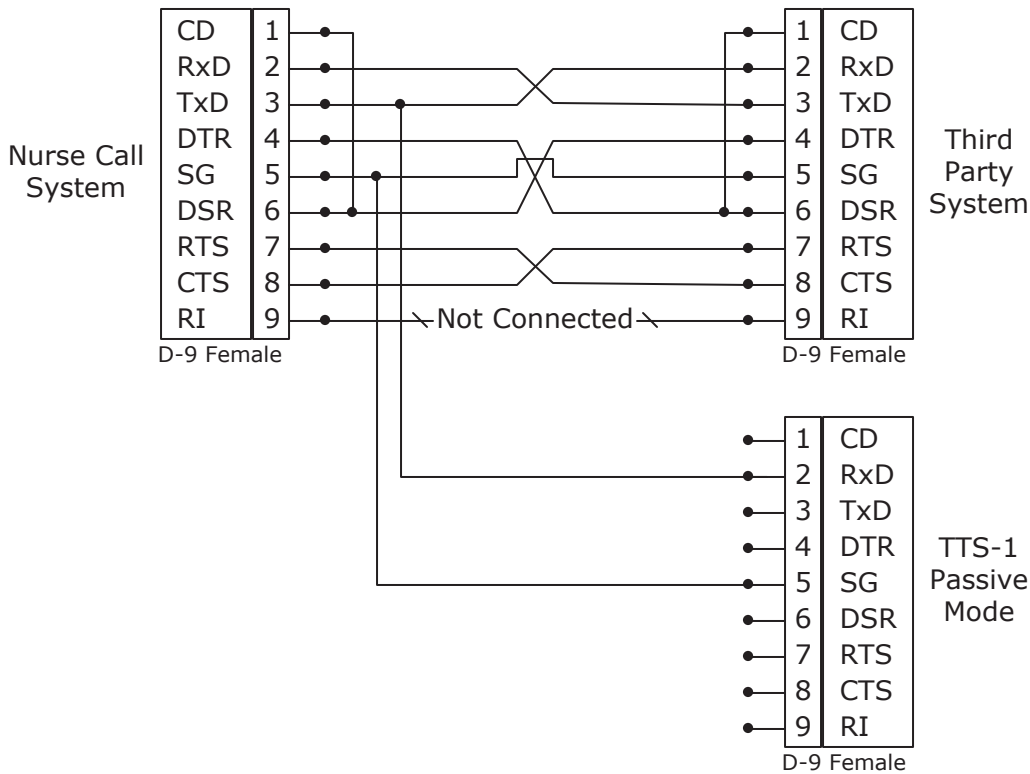 Nurse Call
System
CD 1
RxD 2
TxD 3
DTR 4
SG 5
DSR 6
RTS 7
CTS 8
RI 9
D-9 Female
Not Connected
1 CD
2 RxD
3 TxD
4 DTR
5 SG
6 DSR
7 RTS
8 CTS
9 RI
D-9 Female
Third
Party
System
1 CD
2 RxD
3 TxD
4 DTR
5 SG
6 DSR
7 RTS
8 CTS
9 RI
D-9 Female
TTS-1
Passive
Mode